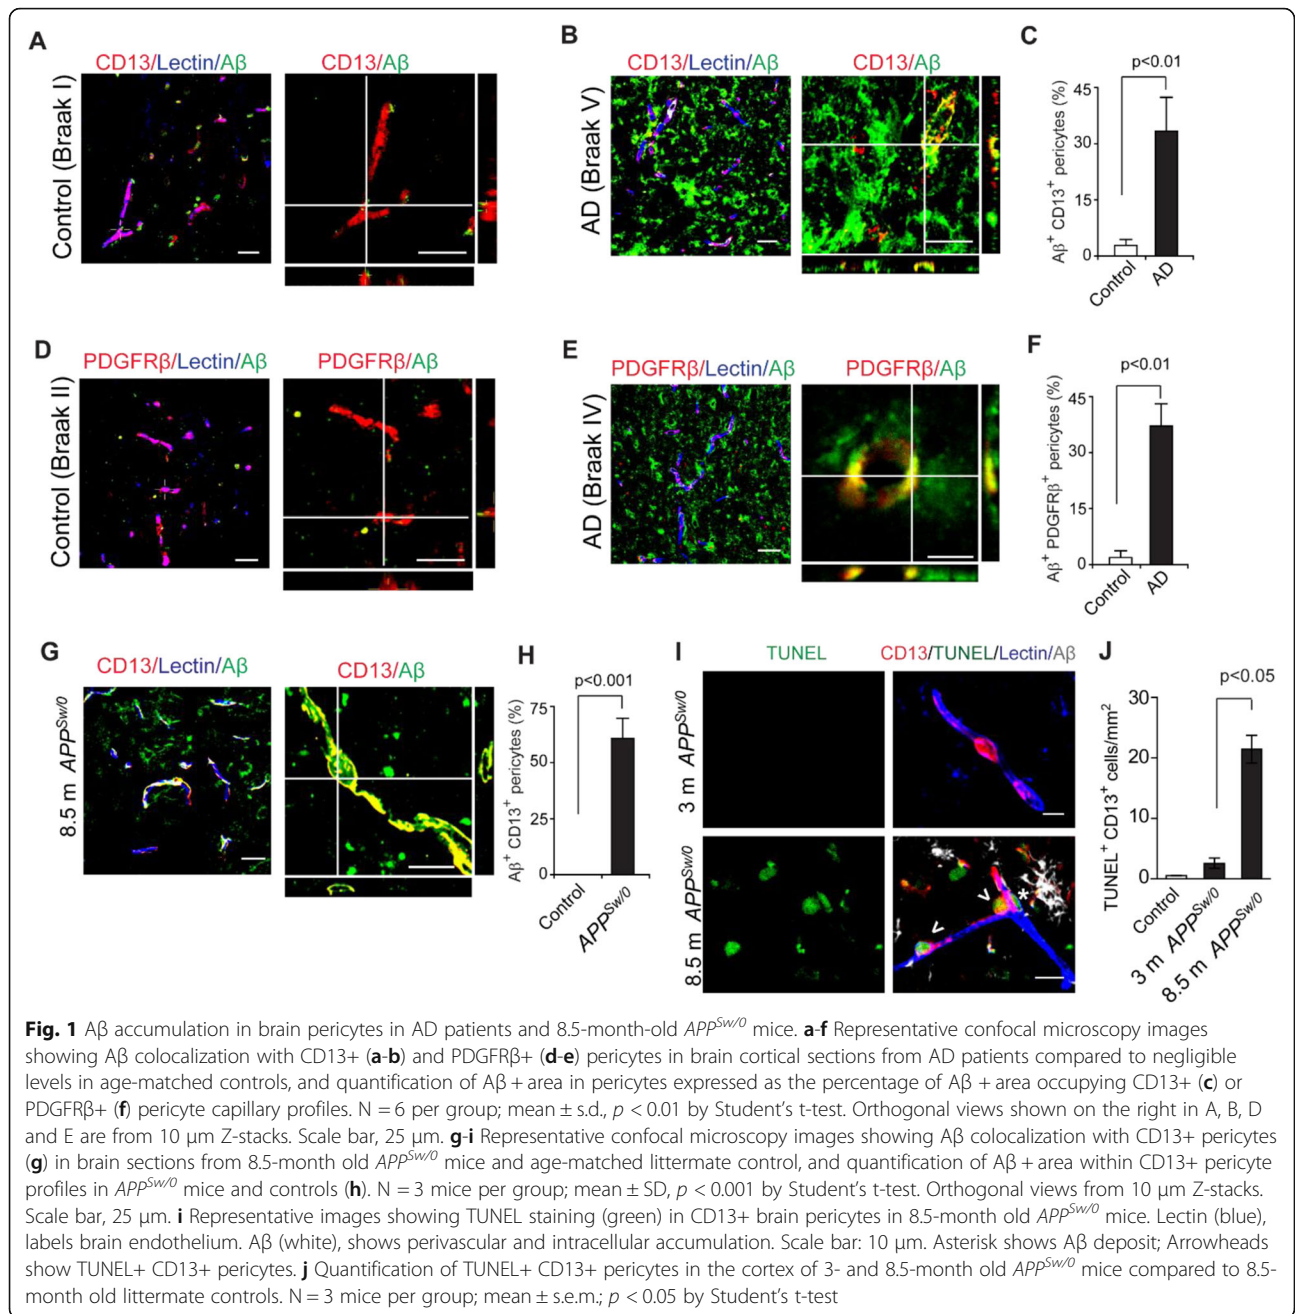 A
CD13/Lectin/Aβ
CD13/Aβ
Control (Braak I)
B
CD13/Lectin/Aβ
CD13/Aβ
AD (Braak V)
C
p<0.01
45
30
15
0
Aβ+ CD13+ pericytes (%)
Control
AD
D
PDGFRβ/Lectin/Aβ
PDGFRβ/Aβ
Control (Braak II)
E
PDGFRβ/Lectin/Aβ
PDGFRβ/Aβ
AD (Braak IV)
F
p<0.01
45
30
15
0
Aβ+ PDGFRβ+ pericytes (%)
Control
AD
G
CD13/Lectin/Aβ
CD13/Aβ
8.5 m APPSw/0
H
p<0.001
75
50
25
0
Aβ+ CD13+ pericytes (%)
Control
APPSw/0
I
TUNEL
CD13/TUNEL/Lectin/Aβ
3 m APPSw/0
8.5 m APPSw/0
*
J
p<0.05
30
20
10
0
TUNEL+ CD13+ cells/mm2
Control
3 m APPSw/0
8.5 m APPSw/0
Fig. 1 Aβ accumulation in brain pericytes in AD patients and 8.5-month-old APPSw/0 mice. a-f Representative confocal microscopy images
showing Aβ colocalization with CD13+ (a-b) and PDGFRβ+ (d-e) pericytes in brain cortical sections from AD patients compared to negligible
levels in age-matched controls, and quantification of Aβ + area in pericytes expressed as the percentage of Aβ + area occupying CD13+ (c) or
PDGFRβ+ (f) pericyte capillary profiles. N = 6 per group; mean ± s.d., p < 0.01 by Student's t-test. Orthogonal views shown on the right in A, B, D
and E are from 10 μm Z-stacks. Scale bar, 25 μm. g-i Representative confocal microscopy images showing Aβ colocalization with CD13+ pericytes
(g) in brain sections from 8.5-month old APPSw/0 mice and age-matched littermate control, and quantification of Aβ + area within CD13+ pericyte
profiles in APPSw/0 mice and controls (h). N = 3 mice per group; mean ± SD, p < 0.001 by Student's t-test. Orthogonal views from 10 μm Z-stacks.
Scale bar, 25 μm. i Representative images showing TUNEL staining (green) in CD13+ brain pericytes in 8.5-month old APPSw/0 mice. Lectin (blue),
labels brain endothelium. Aβ (white), shows perivascular and intracellular accumulation. Scale bar: 10 μm. Asterisk shows Aβ deposit; Arrowheads
show TUNEL+ CD13+ pericytes. j Quantification of TUNEL+ CD13+ pericytes in the cortex of 3- and 8.5-month old APPSw/0 mice compared to 8.5-
month old littermate controls. N = 3 mice per group; mean ± s.e.m.; p < 0.05 by Student's t-test